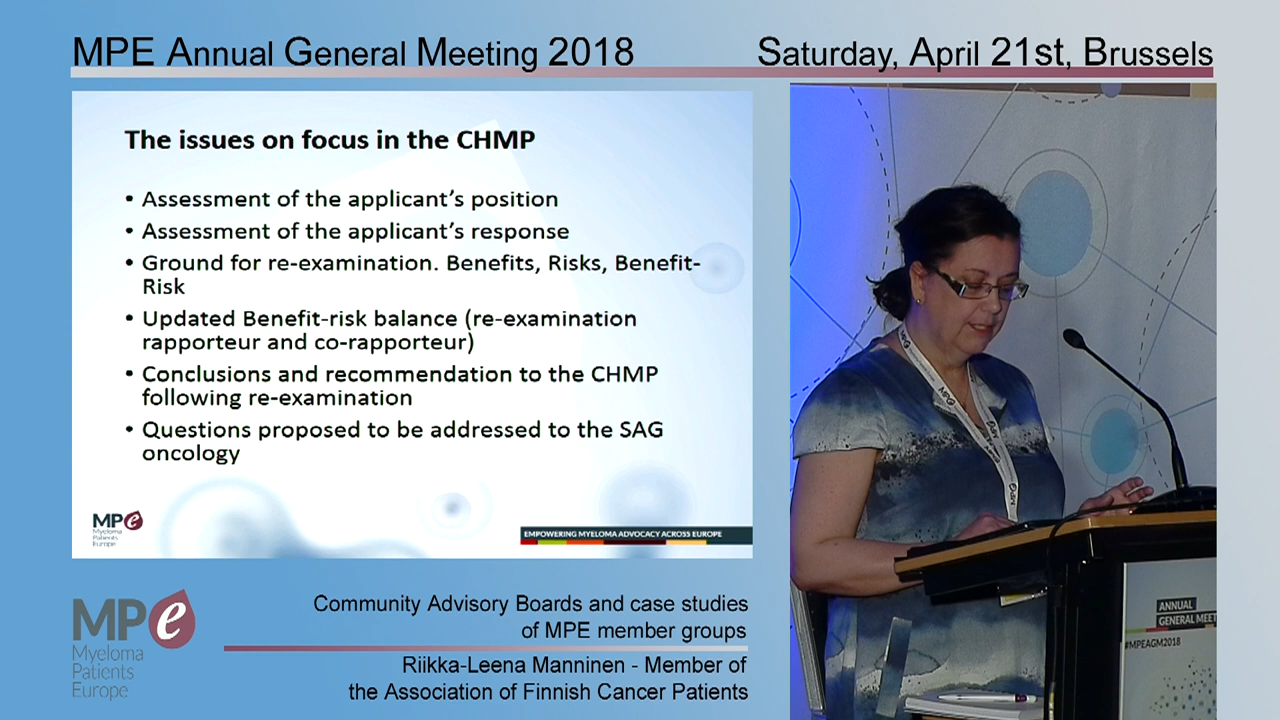 MPE Annual General Meeting 2018
Saturday, April 21st, Brussels
The issues on focus in the CHMP
• Assessment of the applicant's position
• Assessment of the applicant's response
• Ground for re-examination. Benefits, Risks, Benefit-
Risk
• Updated Benefit-risk balance (re-examination
rapporteur and co-rapporteur)
• Conclusions and recommendation to the CHMP
following re-examination
• Questions proposed to be addressed to the SAG
oncology
MPe
Myeloma
Patients
Europe
EMPOWERING MYELOMA ADVOCACY ACROSS EUROPE
MPe
Myeloma
Patients
Europe
Community Advisory Boards and case studies
of MPE member groups
Riikka-Leena Manninen - Member of
the Association of Finnish Cancer Patients
MPe
ANNUAL
GENERAL MEET
#MPEAGM2018